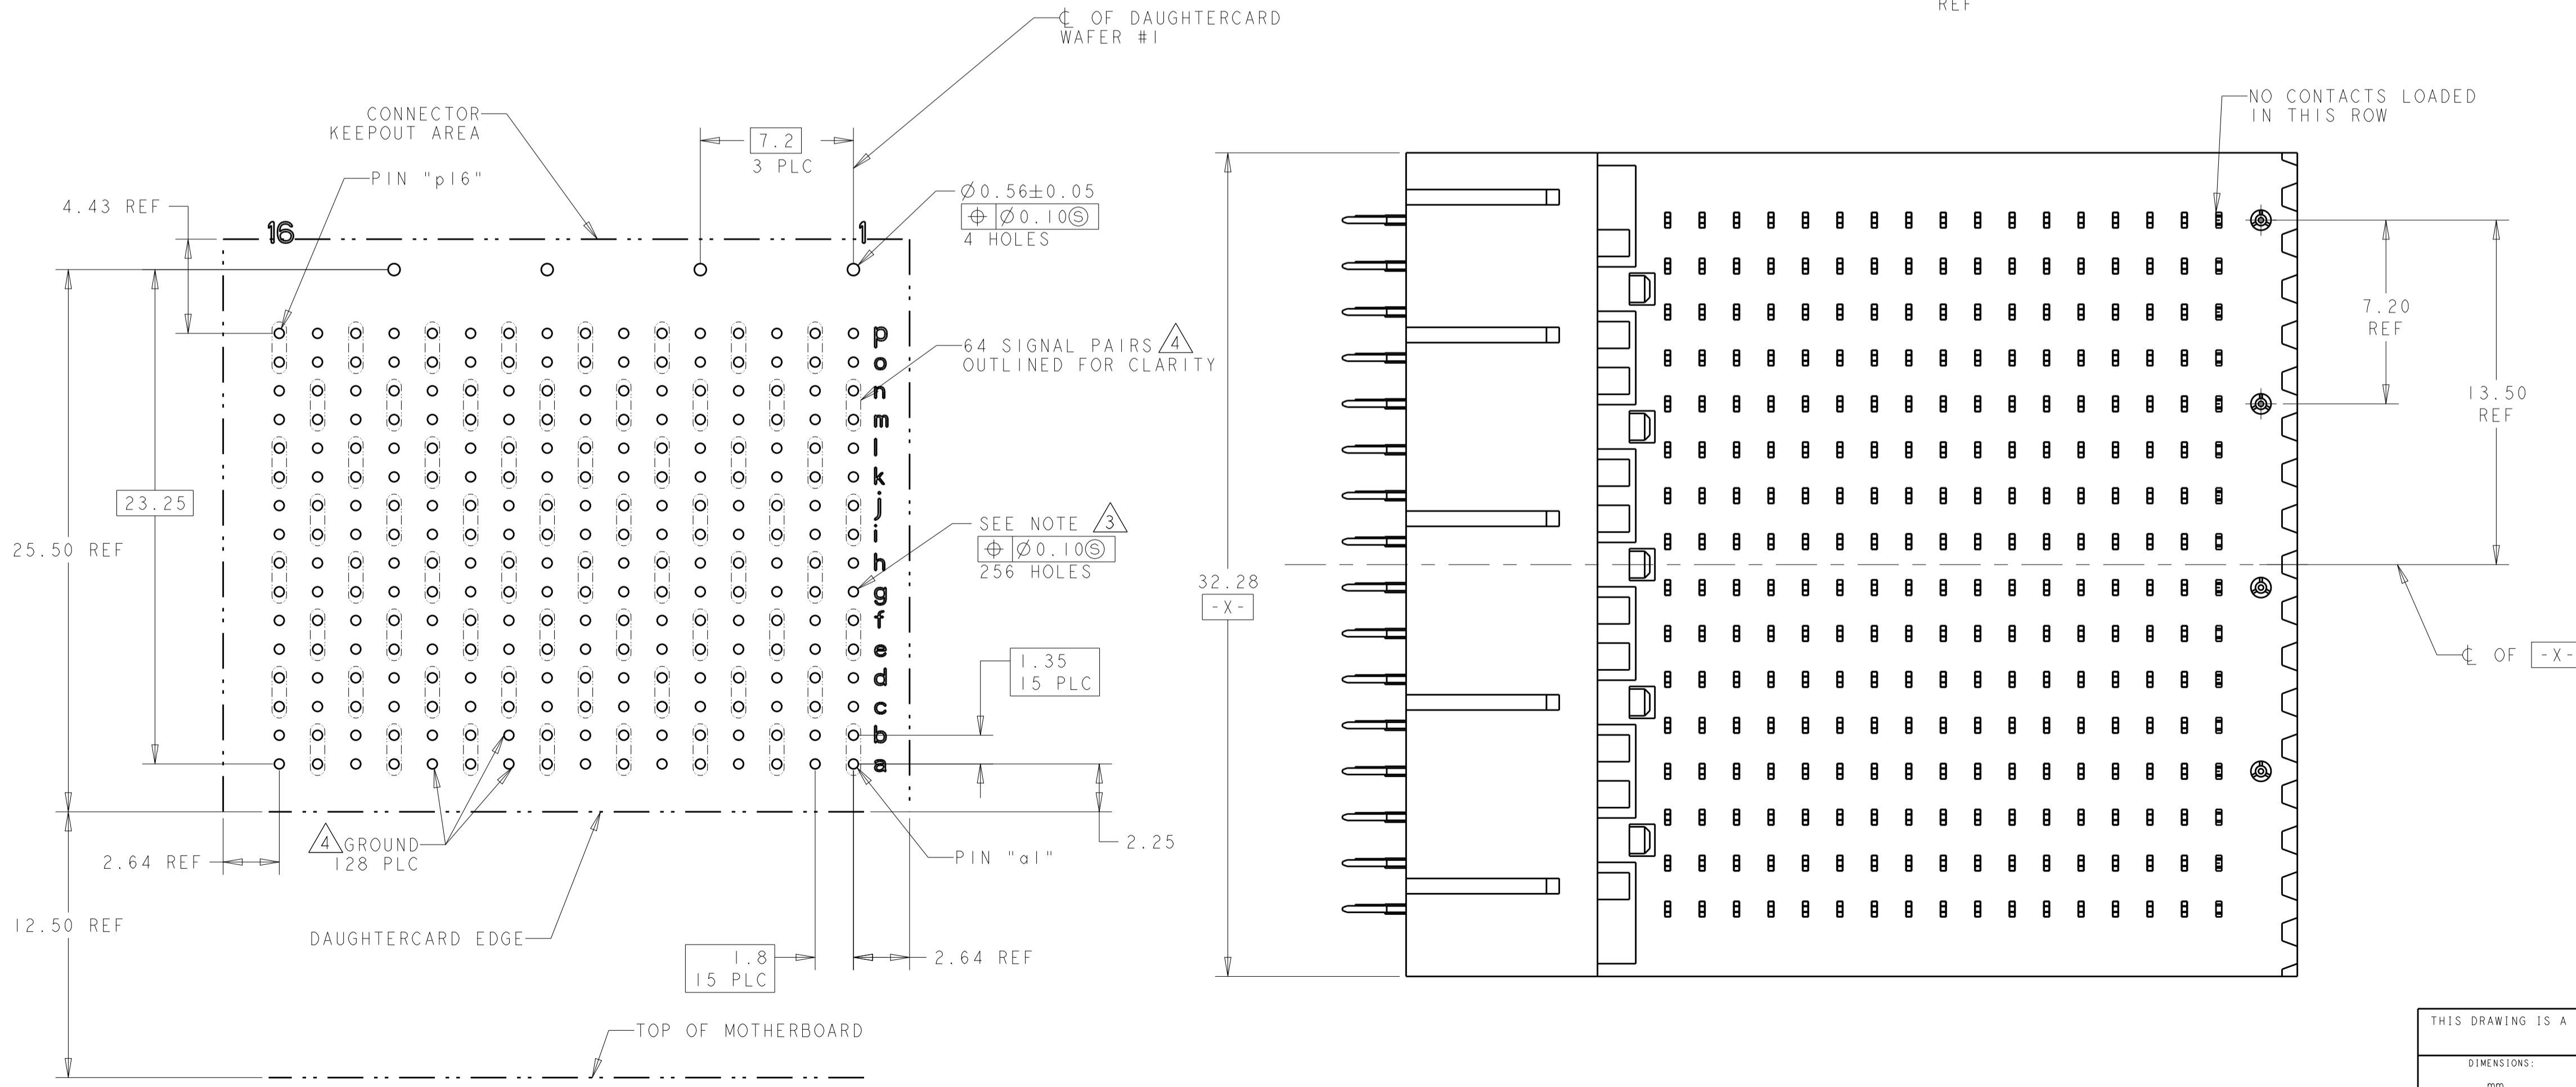 REF
℄ OF DAUGHTERCARD
WAFER #1
CONNECTOR
KEEPOUT AREA
7.2
3 PLC
PIN "p16"
4.43 REF
Ø0.56±0.05
⌖ Ø0.10Ⓢ
4 HOLES
16
1
64 SIGNAL PAIRS 4
OUTLINED FOR CLARITY
p
o
n
m
l
k
j
i
h
g
f
e
d
c
b
a
23.25
25.50 REF
SEE NOTE 3
⌖ Ø0.10Ⓢ
256 HOLES
1.35
15 PLC
2.25
4 GROUND
128 PLC
2.64 REF
PIN "a1"
12.50 REF
DAUGHTERCARD EDGE
1.8
15 PLC
2.64 REF
TOP OF MOTHERBOARD
NO CONTACTS LOADED
IN THIS ROW
7.20
REF
13.50
REF
32.28
-X-
℄ OF -X-
THIS DRAWING IS A
DIMENSIONS:
mm